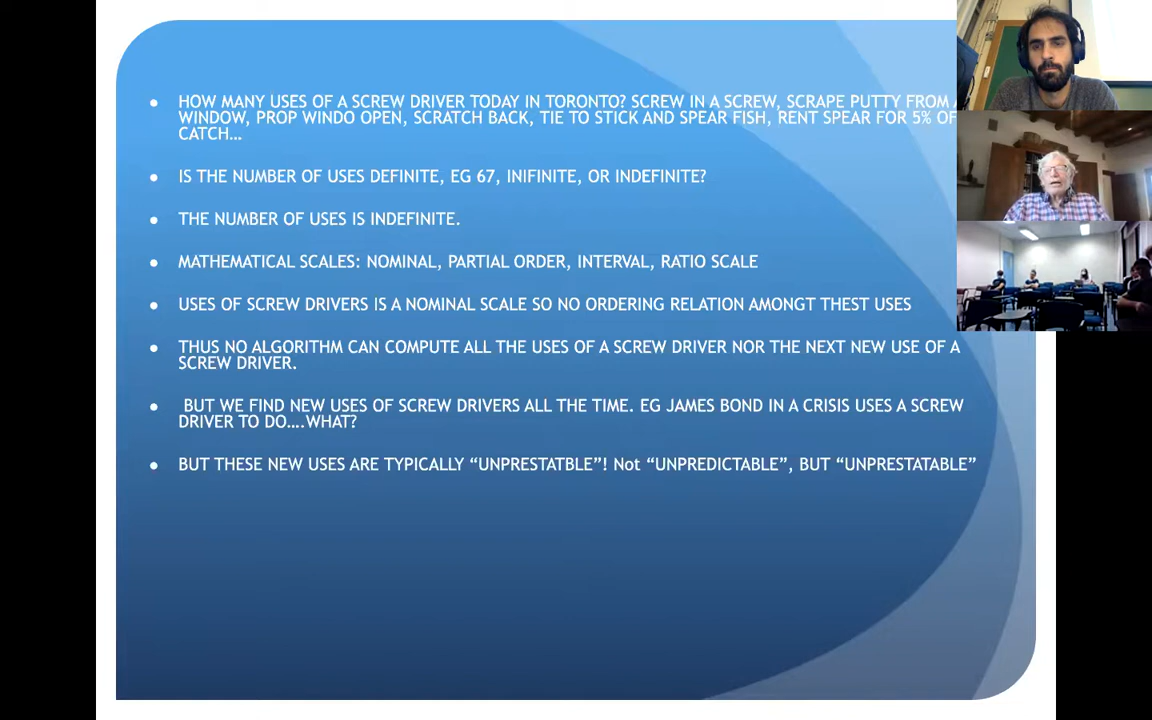 HOW MANY USES OF A SCREW DRIVER TODAY IN TORONTO? SCREW IN A SCREW, SCRAPE PUTTY FROM
WINDOW, PROP WINDO OPEN, SCRATCH BACK, TIE TO STICK AND SPEAR FISH, RENT SPEAR FOR 5% OF
CATCH…
IS THE NUMBER OF USES DEFINITE, EG 67, INIFINITE, OR INDEFINITE?
THE NUMBER OF USES IS INDEFINITE.
MATHEMATICAL SCALES: NOMINAL, PARTIAL ORDER, INTERVAL, RATIO SCALE
USES OF SCREW DRIVERS IS A NOMINAL SCALE SO NO ORDERING RELATION AMONGT THEST USES
THUS NO ALGORITHM CAN COMPUTE ALL THE USES OF A SCREW DRIVER NOR THE NEXT NEW USE OF A
SCREW DRIVER.
BUT WE FIND NEW USES OF SCREW DRIVERS ALL THE TIME. EG JAMES BOND IN A CRISIS USES A SCREW
DRIVER TO DO….WHAT?
BUT THESE NEW USES ARE TYPICALLY “UNPRESTATBLE”! Not “UNPREDICTABLE”, BUT “UNPRESTATABLE”